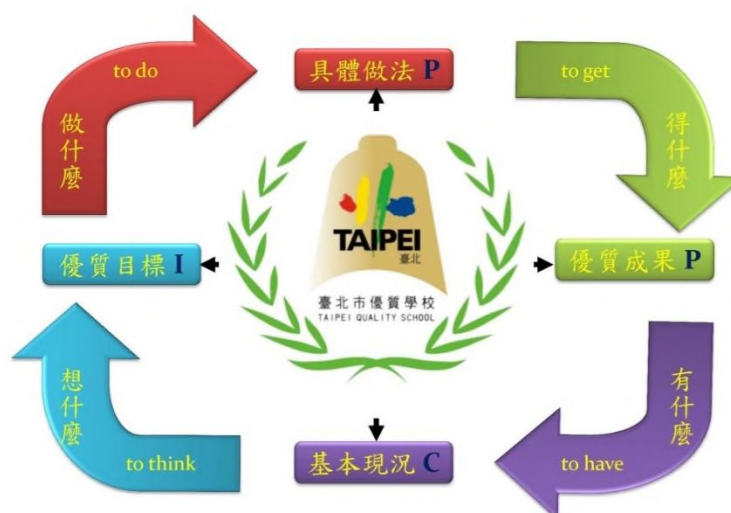 to do
具體做法 P
to get
做什麼
得什麼
TAIPEI
臺北
優質目標 I
優質成果 P
臺北市優質學校
TAIPEI QUALITY SCHOOL
想什麼
有什麼
to think
基本現況 C
to have